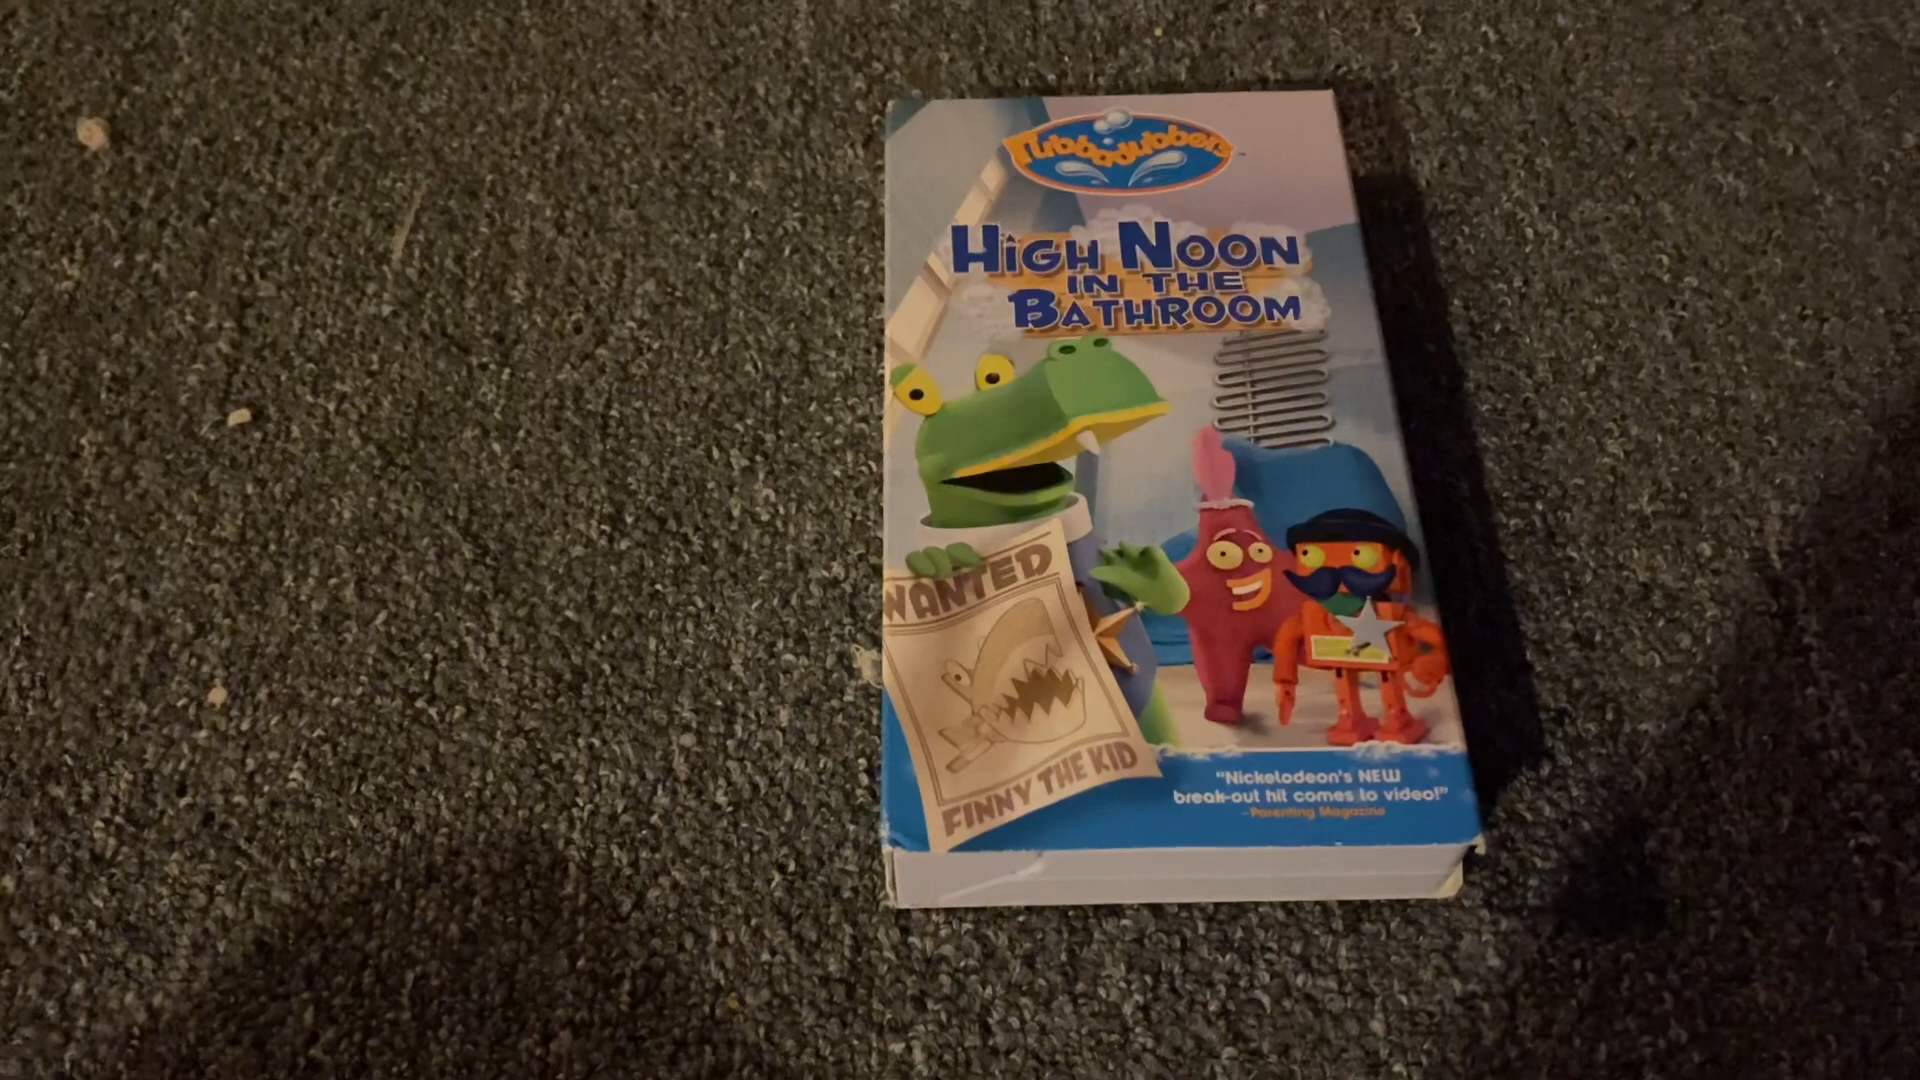 Rubbadubbers
HIGH NOON
IN THE
BATHROOM
WANTED
FINNY THE KID
"Nickelodeon's NEW
break-out hit comes to video!"
-Parenting Magazine